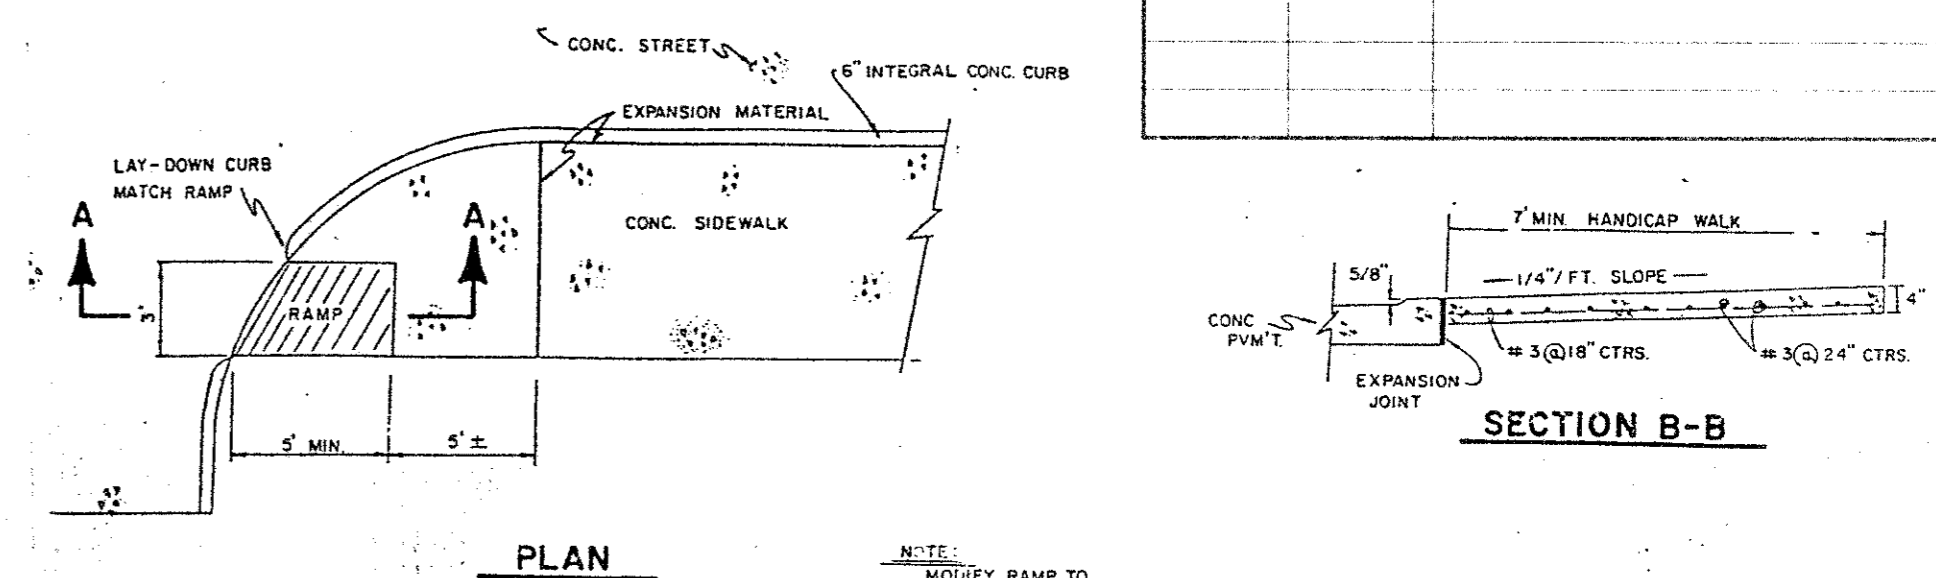 CONC. STREET
6" INTEGRAL CONC. CURB
EXPANSION MATERIAL
LAY-DOWN CURB
MATCH RAMP
A
A
CONC. SIDEWALK
3'
RAMP
5' MIN.
5' ±
PLAN
NOTE:
MODIFY RAMP TO
7' MIN. HANDICAP WALK
5/8"
1/4"/FT. SLOPE
4"
CONC
PVM'T.
# 3 @ 18" CTRS.
# 3 @ 24" CTRS.
EXPANSION
JOINT
SECTION B-B